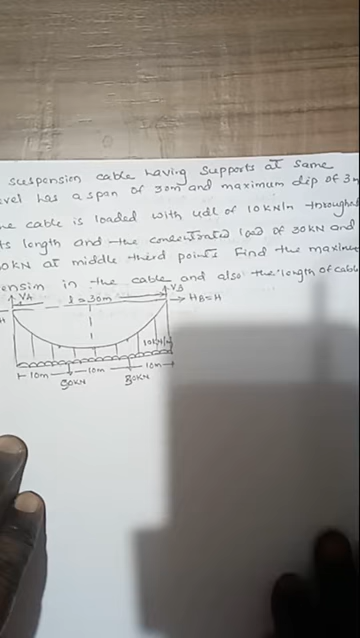 suspension cable having supports at same
level has a span of 30m and maximum dip of 3m
cable is loaded with udl of 10kN/m throughout
its length and the concentrated load of 30kN and
kN at middle third points Find the maximum
tension in the cable and also the length of cable
VA VB
l = 30m → HB=H
10kN/m
10m 10m 10m
30kN